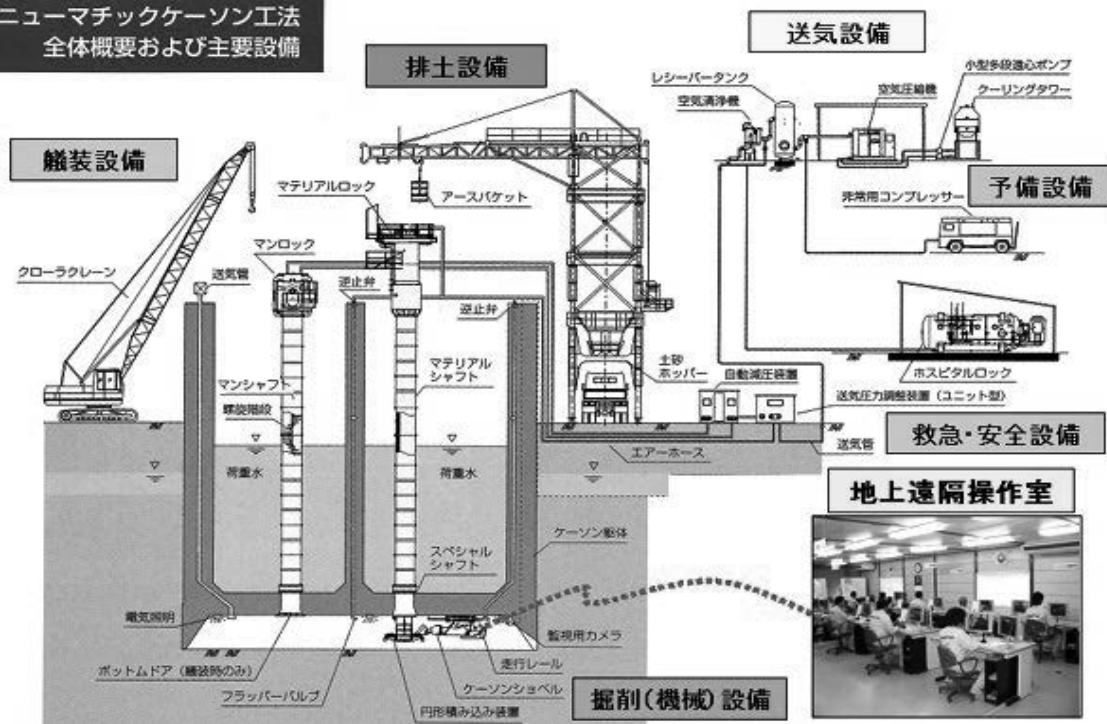 ニューマチックケーソン工法
全体概要および主要設備
排土設備
送気設備
艤装設備
レシーバータンク
空気清浄機
空気圧縮機
小型多段遠心ポンプ
クーリングタワー
予備設備
非常用コンプレッサー
マテリアルロック
アースバケット
マンロック
クローラクレーン
送気管
逆止弁
逆止弁
マテリアル
シャフト
マンシャフト
螺旋階段
土砂
ホッパー
自動減圧装置
ホスピタルロック
送気圧力調整装置（ユニット型）
救急・安全設備
送気管
エアーホース
荷重水
荷重水
地上遠隔操作室
ケーソン躯体
スペシャル
シャフト
電気照明
監視用カメラ
走行レール
ボットムドア（艤装時のみ）
フラッパーバルブ
ケーソンショベル
円形積み込み装置
掘削(機械)設備